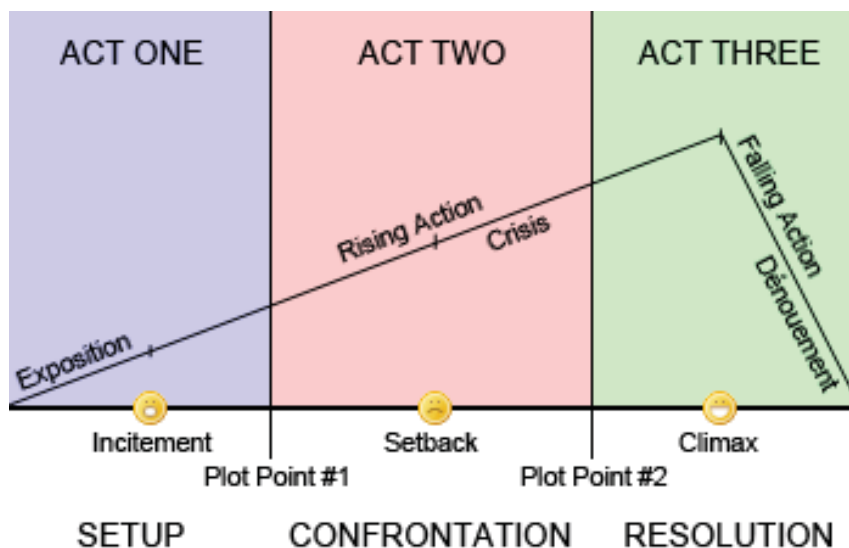 ACT ONE
ACT TWO
ACT THREE
Exposition
Rising Action
Crisis
Falling Action
Dénouement
Incitement
Setback
Climax
Plot Point #1
Plot Point #2
SETUP
CONFRONTATION
RESOLUTION